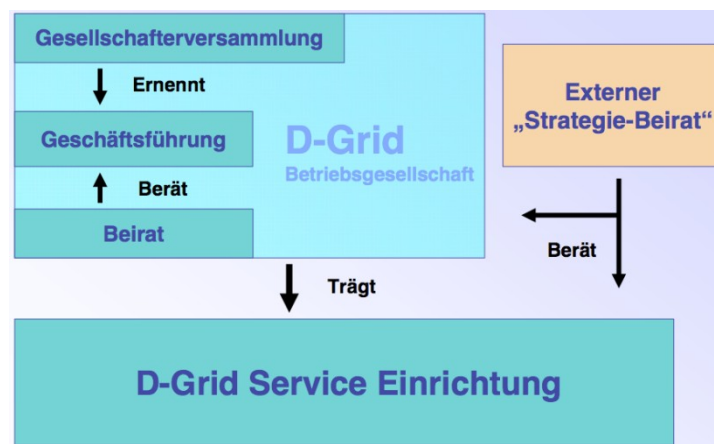 Gesellschafterversammlung
Ernennt
Geschäftsführung
Berät
Beirat
D-Grid
Betriebsgesellschaft
Externer
„Strategie-Beirat“
Berät
Trägt
D-Grid Service Einrichtung